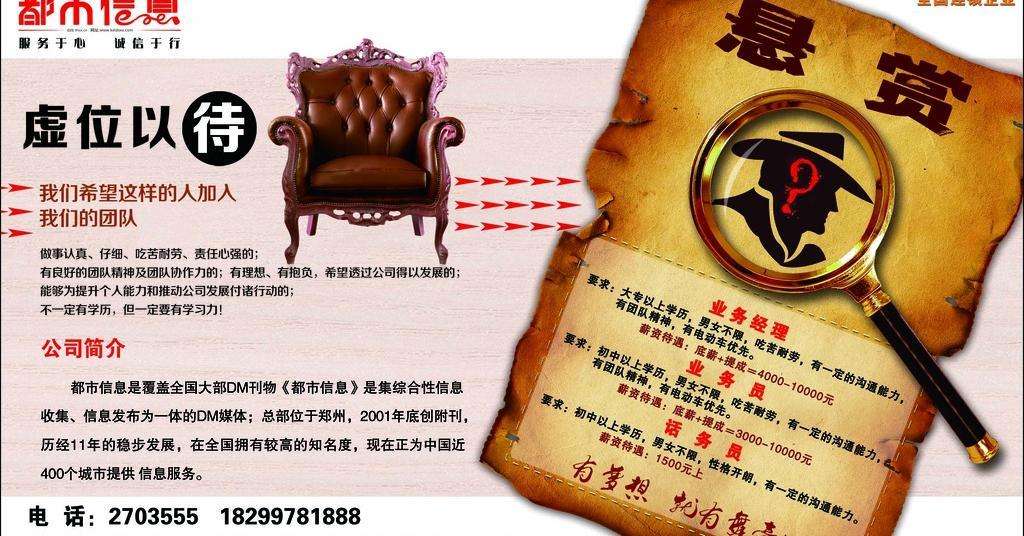 都市信息
服务于心 诚信于行
全国连锁企业
虚位以待
我们希望这样的人加入
我们的团队
做事认真、仔细、吃苦耐劳、责任心强的；
有良好的团队精神及团队协作力的；有理想、有抱负，希望透过公司得以发展的；
能够为提升个人能力和推动公司发展付诸行动的；
不一定有学历，但一定要有学习力！
公司简介
都市信息是覆盖全国大部DM刊物《都市信息》是集综合性信息
收集、信息发布为一体的DM媒体；总部位于郑州，2001年底创附刊，
历经11年的稳步发展，在全国拥有较高的知名度，现在正为中国近
400个城市提供 信息服务。
电 话：2703555 18299781888
悬赏
?
业务经理
要求：大专以上学历，男女不限，吃苦耐劳，有一定的沟通能力，
有团队精神，有电动车优先。
薪资待遇：底薪+提成=4000-10000元
业务员
要求：初中以上学历，男女不限，吃苦耐劳，有一定的沟通能力，
有团队精神，有电动车优先。
薪资待遇：底薪+提成=3000-10000元
话务员
要求：初中以上学历，男女不限，性格开朗，有一定的沟通能力。
薪资待遇：1500元上
有梦想 就有舞台